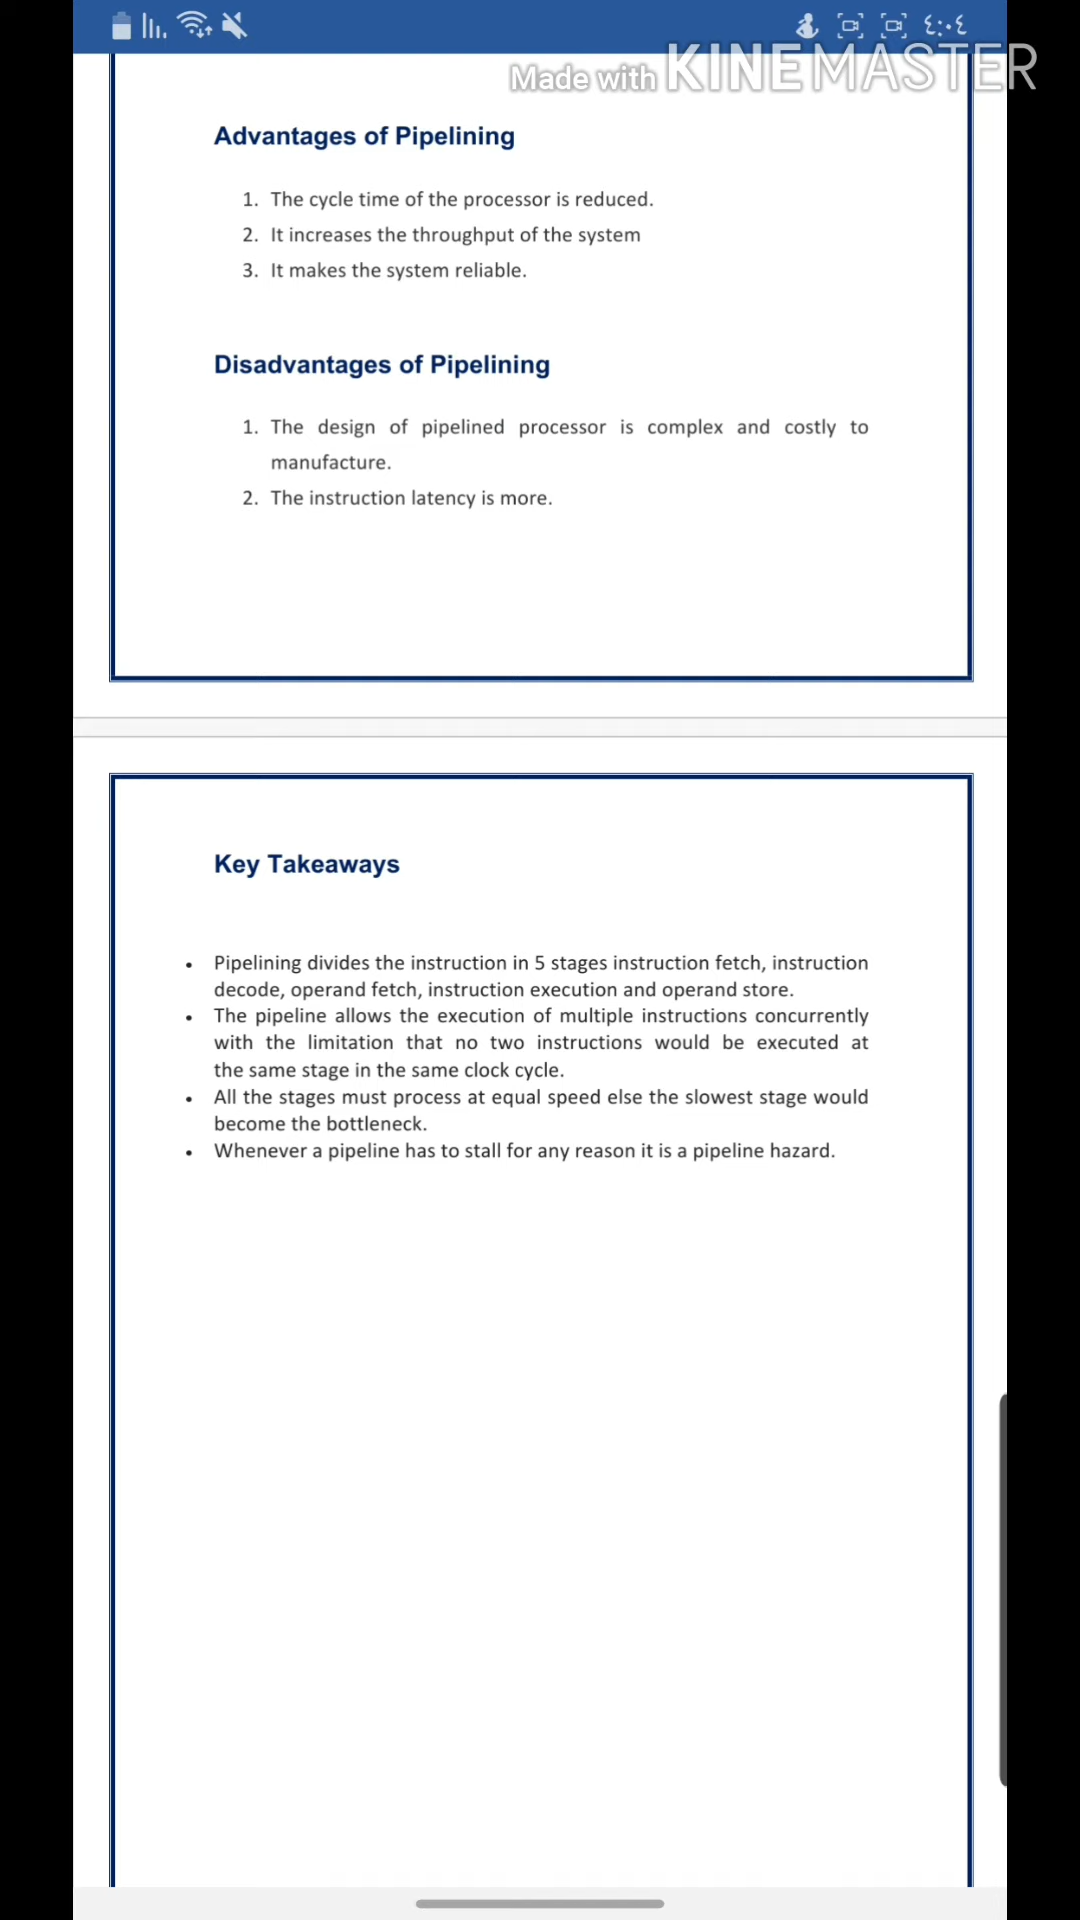 ٤:٠٤
Made with KINEMASTER
Advantages of Pipelining
1. The cycle time of the processor is reduced.
2. It increases the throughput of the system
3. It makes the system reliable.
Disadvantages of Pipelining
1. The design of pipelined processor is complex and costly to
manufacture.
2. The instruction latency is more.
Key Takeaways
• Pipelining divides the instruction in 5 stages instruction fetch, instruction
decode, operand fetch, instruction execution and operand store.
• The pipeline allows the execution of multiple instructions concurrently
with the limitation that no two instructions would be executed at
the same stage in the same clock cycle.
• All the stages must process at equal speed else the slowest stage would
become the bottleneck.
• Whenever a pipeline has to stall for any reason it is a pipeline hazard.